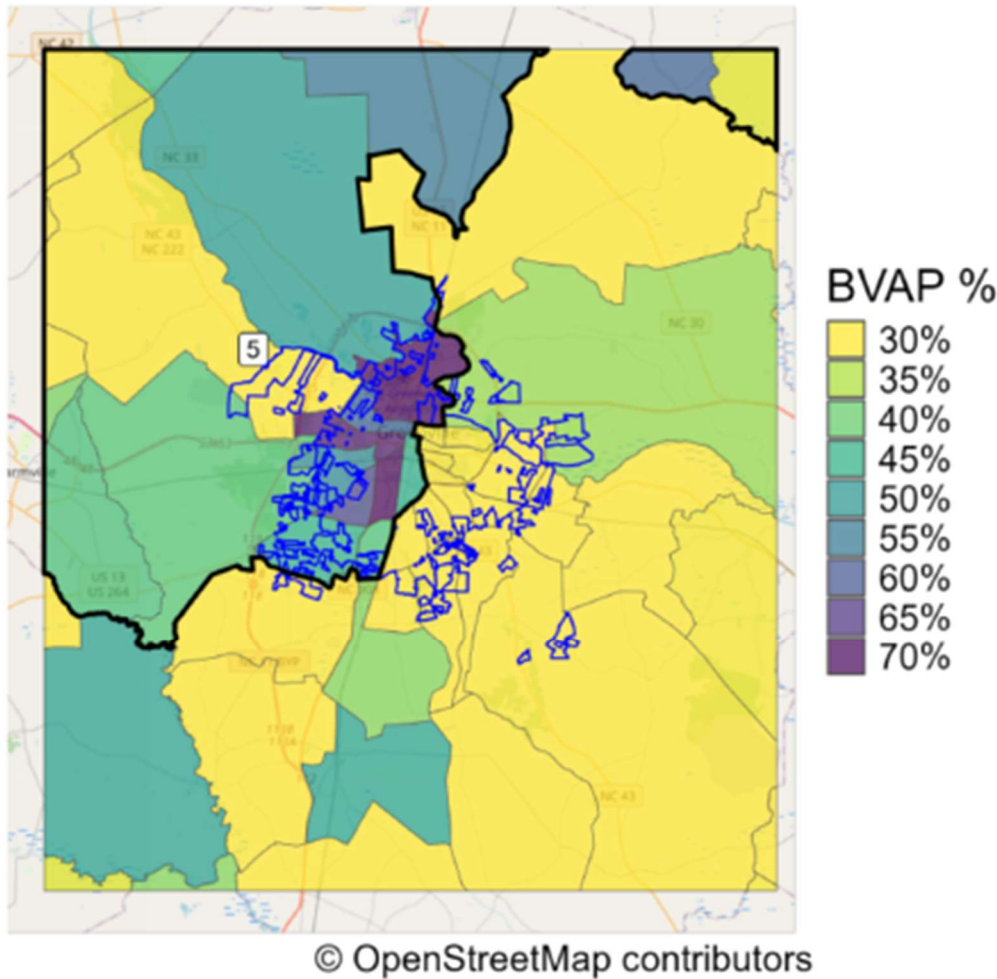 NC 42
NC 33
NC 43
NC 222
NC 11
NC 30
5
US 13
US 264
NC 43
BVAP %
30%
35%
40%
45%
50%
55%
60%
65%
70%
© OpenStreetMap contributors